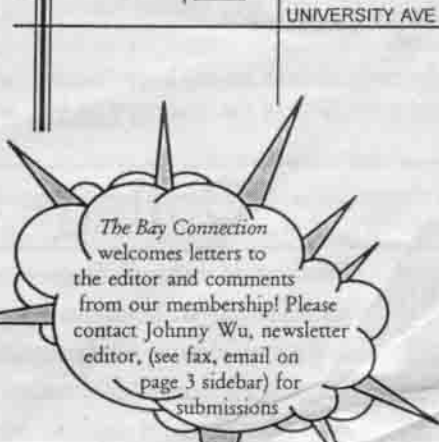 UNIVERSITY AVE
The Bay Connection
welcomes letters to
the editor and comments
from our membership! Please
contact Johnny Wu, newsletter
editor, (see fax, email on
page 3 sidebar) for
submissions